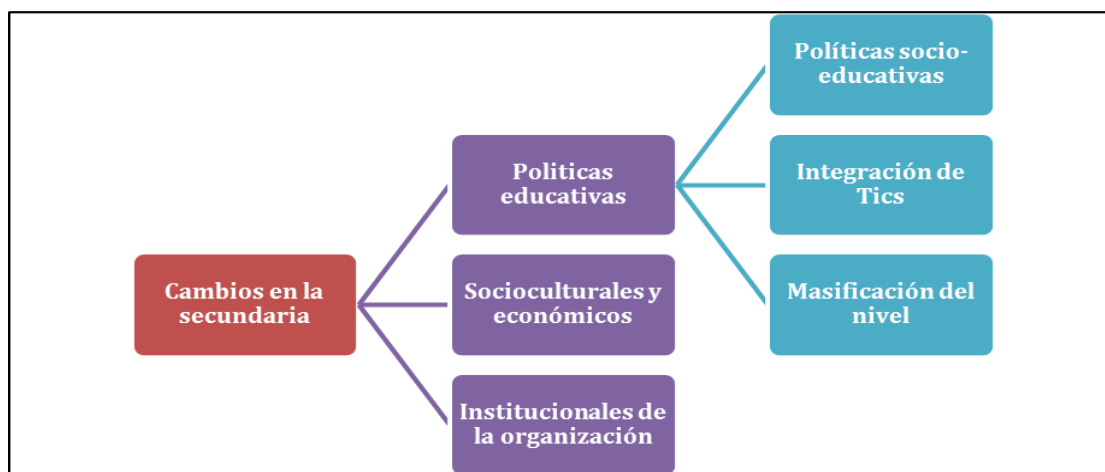 Cambios en la
secundaria
Politicas
educativas
Socioculturales y
económicos
Institucionales de
la organización
Políticas socio-
educativas
Integración de
Tics
Masificación del
nivel